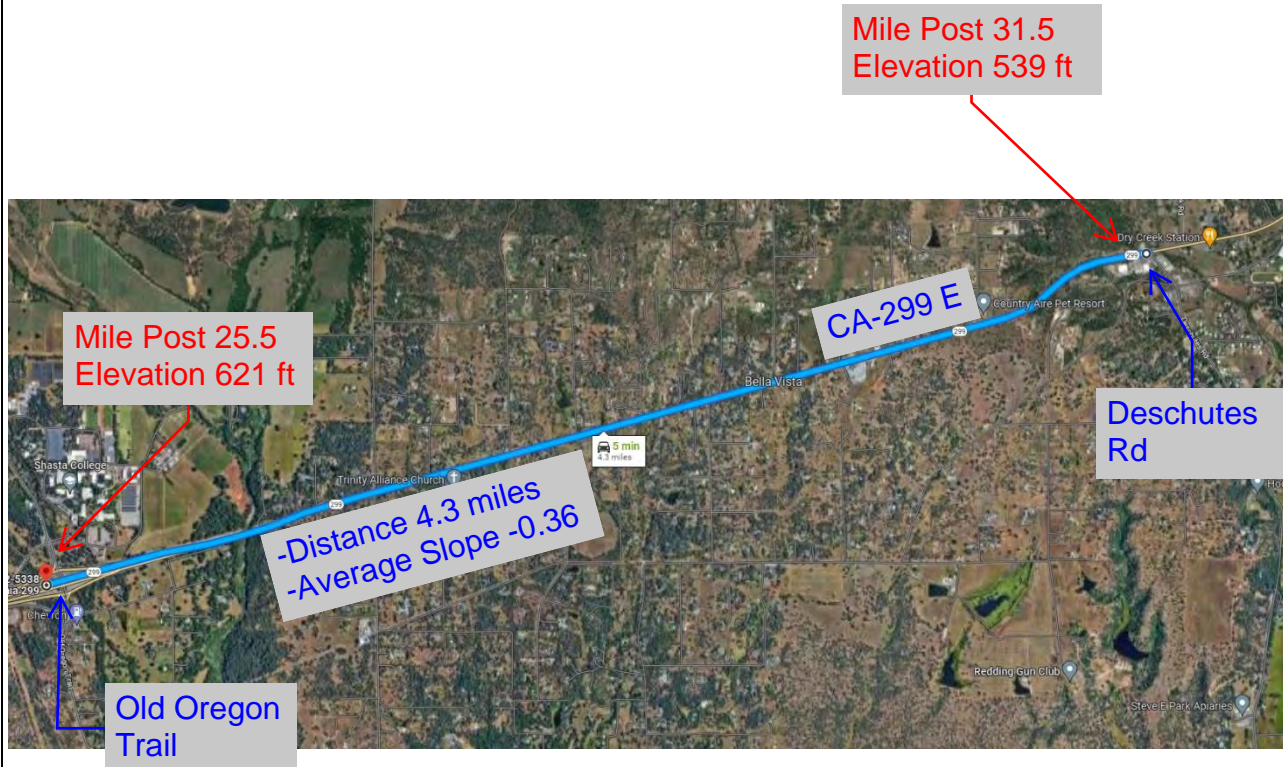 Mile Post 31.5
Elevation 539 ft
Dry Creek Station
299
CA-299 E
Country Aire Pet Resort
299
Mile Post 25.5
Elevation 621 ft
Bella Vista
Deschutes
Rd
5 min
4.3 miles
Shasta College
Trinity Alliance Church
299
-Distance 4.3 miles
-Average Slope -0.36
299
Chevron
Redding Gun Club
Steve E Park Apiaries
Old Oregon
Trail